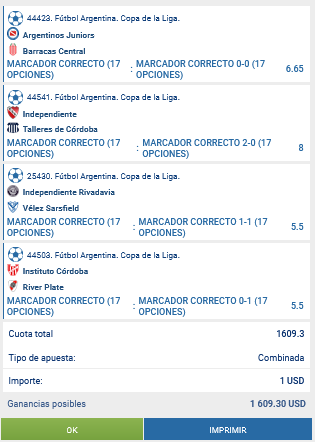 44423. Fútbol Argentina. Copa de la Liga.
Argentinos Juniors
Barracas Central
MARCADOR CORRECTO (17 OPCIONES) : MARCADOR CORRECTO 0-0 (17 OPCIONES) 6.65
44541. Fútbol Argentina. Copa de la Liga.
Independiente
Talleres de Córdoba
MARCADOR CORRECTO (17 OPCIONES) : MARCADOR CORRECTO 2-0 (17 OPCIONES) 8
25430. Fútbol Argentina. Copa de la Liga.
Independiente Rivadavia
Vélez Sarsfield
MARCADOR CORRECTO (17 OPCIONES) : MARCADOR CORRECTO 1-1 (17 OPCIONES) 5.5
44503. Fútbol Argentina. Copa de la Liga.
Instituto Córdoba
River Plate
MARCADOR CORRECTO (17 OPCIONES) : MARCADOR CORRECTO 0-1 (17 OPCIONES) 5.5
Cuota total 1609.3
Tipo de apuesta: Combinada
Importe: 1 USD
Ganancias posibles 1 609.30 USD
OK IMPRIMIR